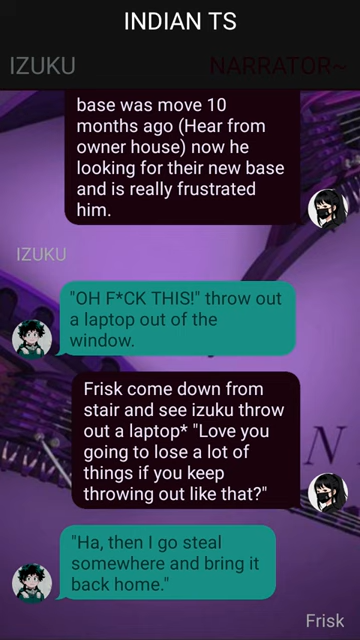 INDIAN TS
IZUKU NARRATOR~
base was move 10
months ago (Hear from
owner house) now he
looking for their new base
and is really frustrated
him.
IZUKU
"OH F*CK THIS!" throw out
a laptop out of the
window.
Frisk come down from
stair and see izuku throw
out a laptop* "Love you
going to lose a lot of
things if you keep
throwing out like that?"
"Ha, then I go steal
somewhere and bring it
back home."
Frisk